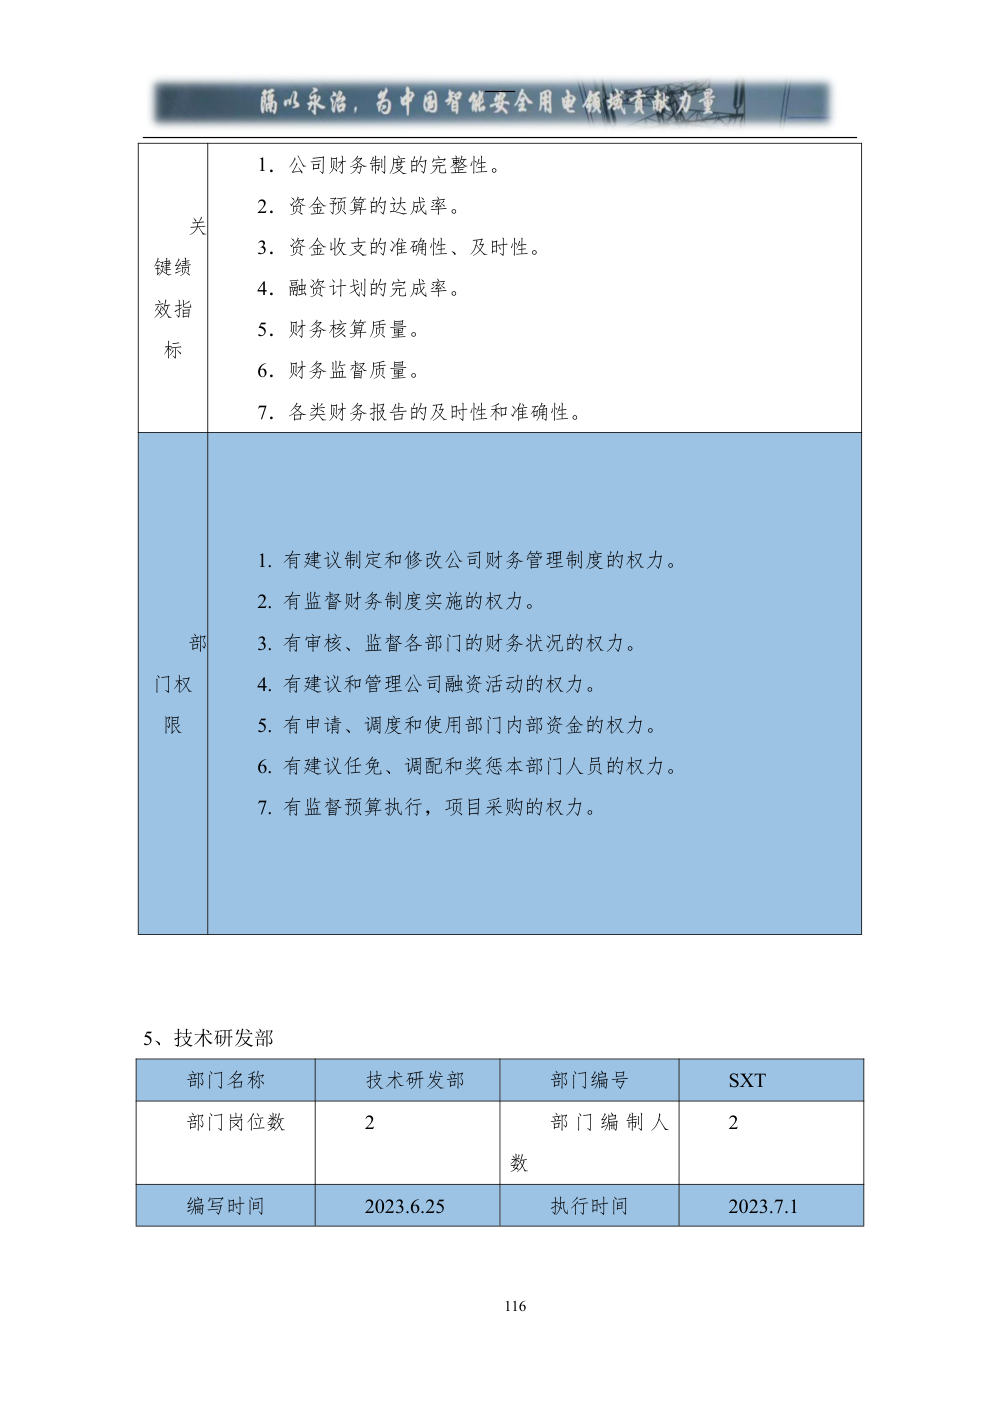 隔以永治，为中国智能安全用电领域贡献力量
关
键绩
效指
标
1．公司财务制度的完整性。
2．资金预算的达成率。
3．资金收支的准确性、及时性。
4．融资计划的完成率。
5．财务核算质量。
6．财务监督质量。
7．各类财务报告的及时性和准确性。
部
门权
限
1. 有建议制定和修改公司财务管理制度的权力。
2. 有监督财务制度实施的权力。
3. 有审核、监督各部门的财务状况的权力。
4. 有建议和管理公司融资活动的权力。
5. 有申请、调度和使用部门内部资金的权力。
6. 有建议任免、调配和奖惩本部门人员的权力。
7. 有监督预算执行，项目采购的权力。
5、技术研发部
部门名称 技术研发部 部门编号 SXT
部门岗位数 2 部门编制人 2
数
编写时间 2023.6.25 执行时间 2023.7.1
116